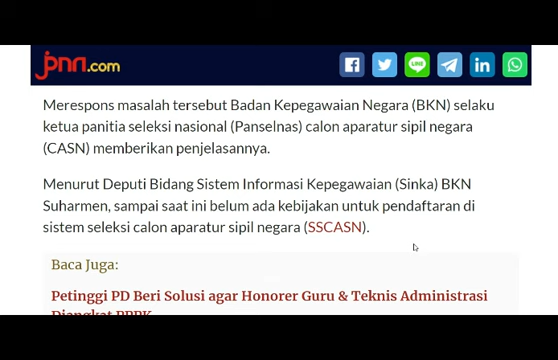 jpnn.com
Merespons masalah tersebut Badan Kepegawaian Negara (BKN) selaku
ketua panitia seleksi nasional (Panselnas) calon aparatur sipil negara
(CASN) memberikan penjelasannya.
Menurut Deputi Bidang Sistem Informasi Kepegawaian (Sinka) BKN
Suharmen, sampai saat ini belum ada kebijakan untuk pendaftaran di
sistem seleksi calon aparatur sipil negara (SSCASN).
Baca Juga:
Petinggi PD Beri Solusi agar Honorer Guru & Teknis Administrasi
Diangkat PPPK